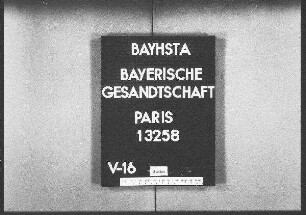 BAYHSTA
BAYERISCHE
GESANDTSCHAFT
PARIS
13258
V-16